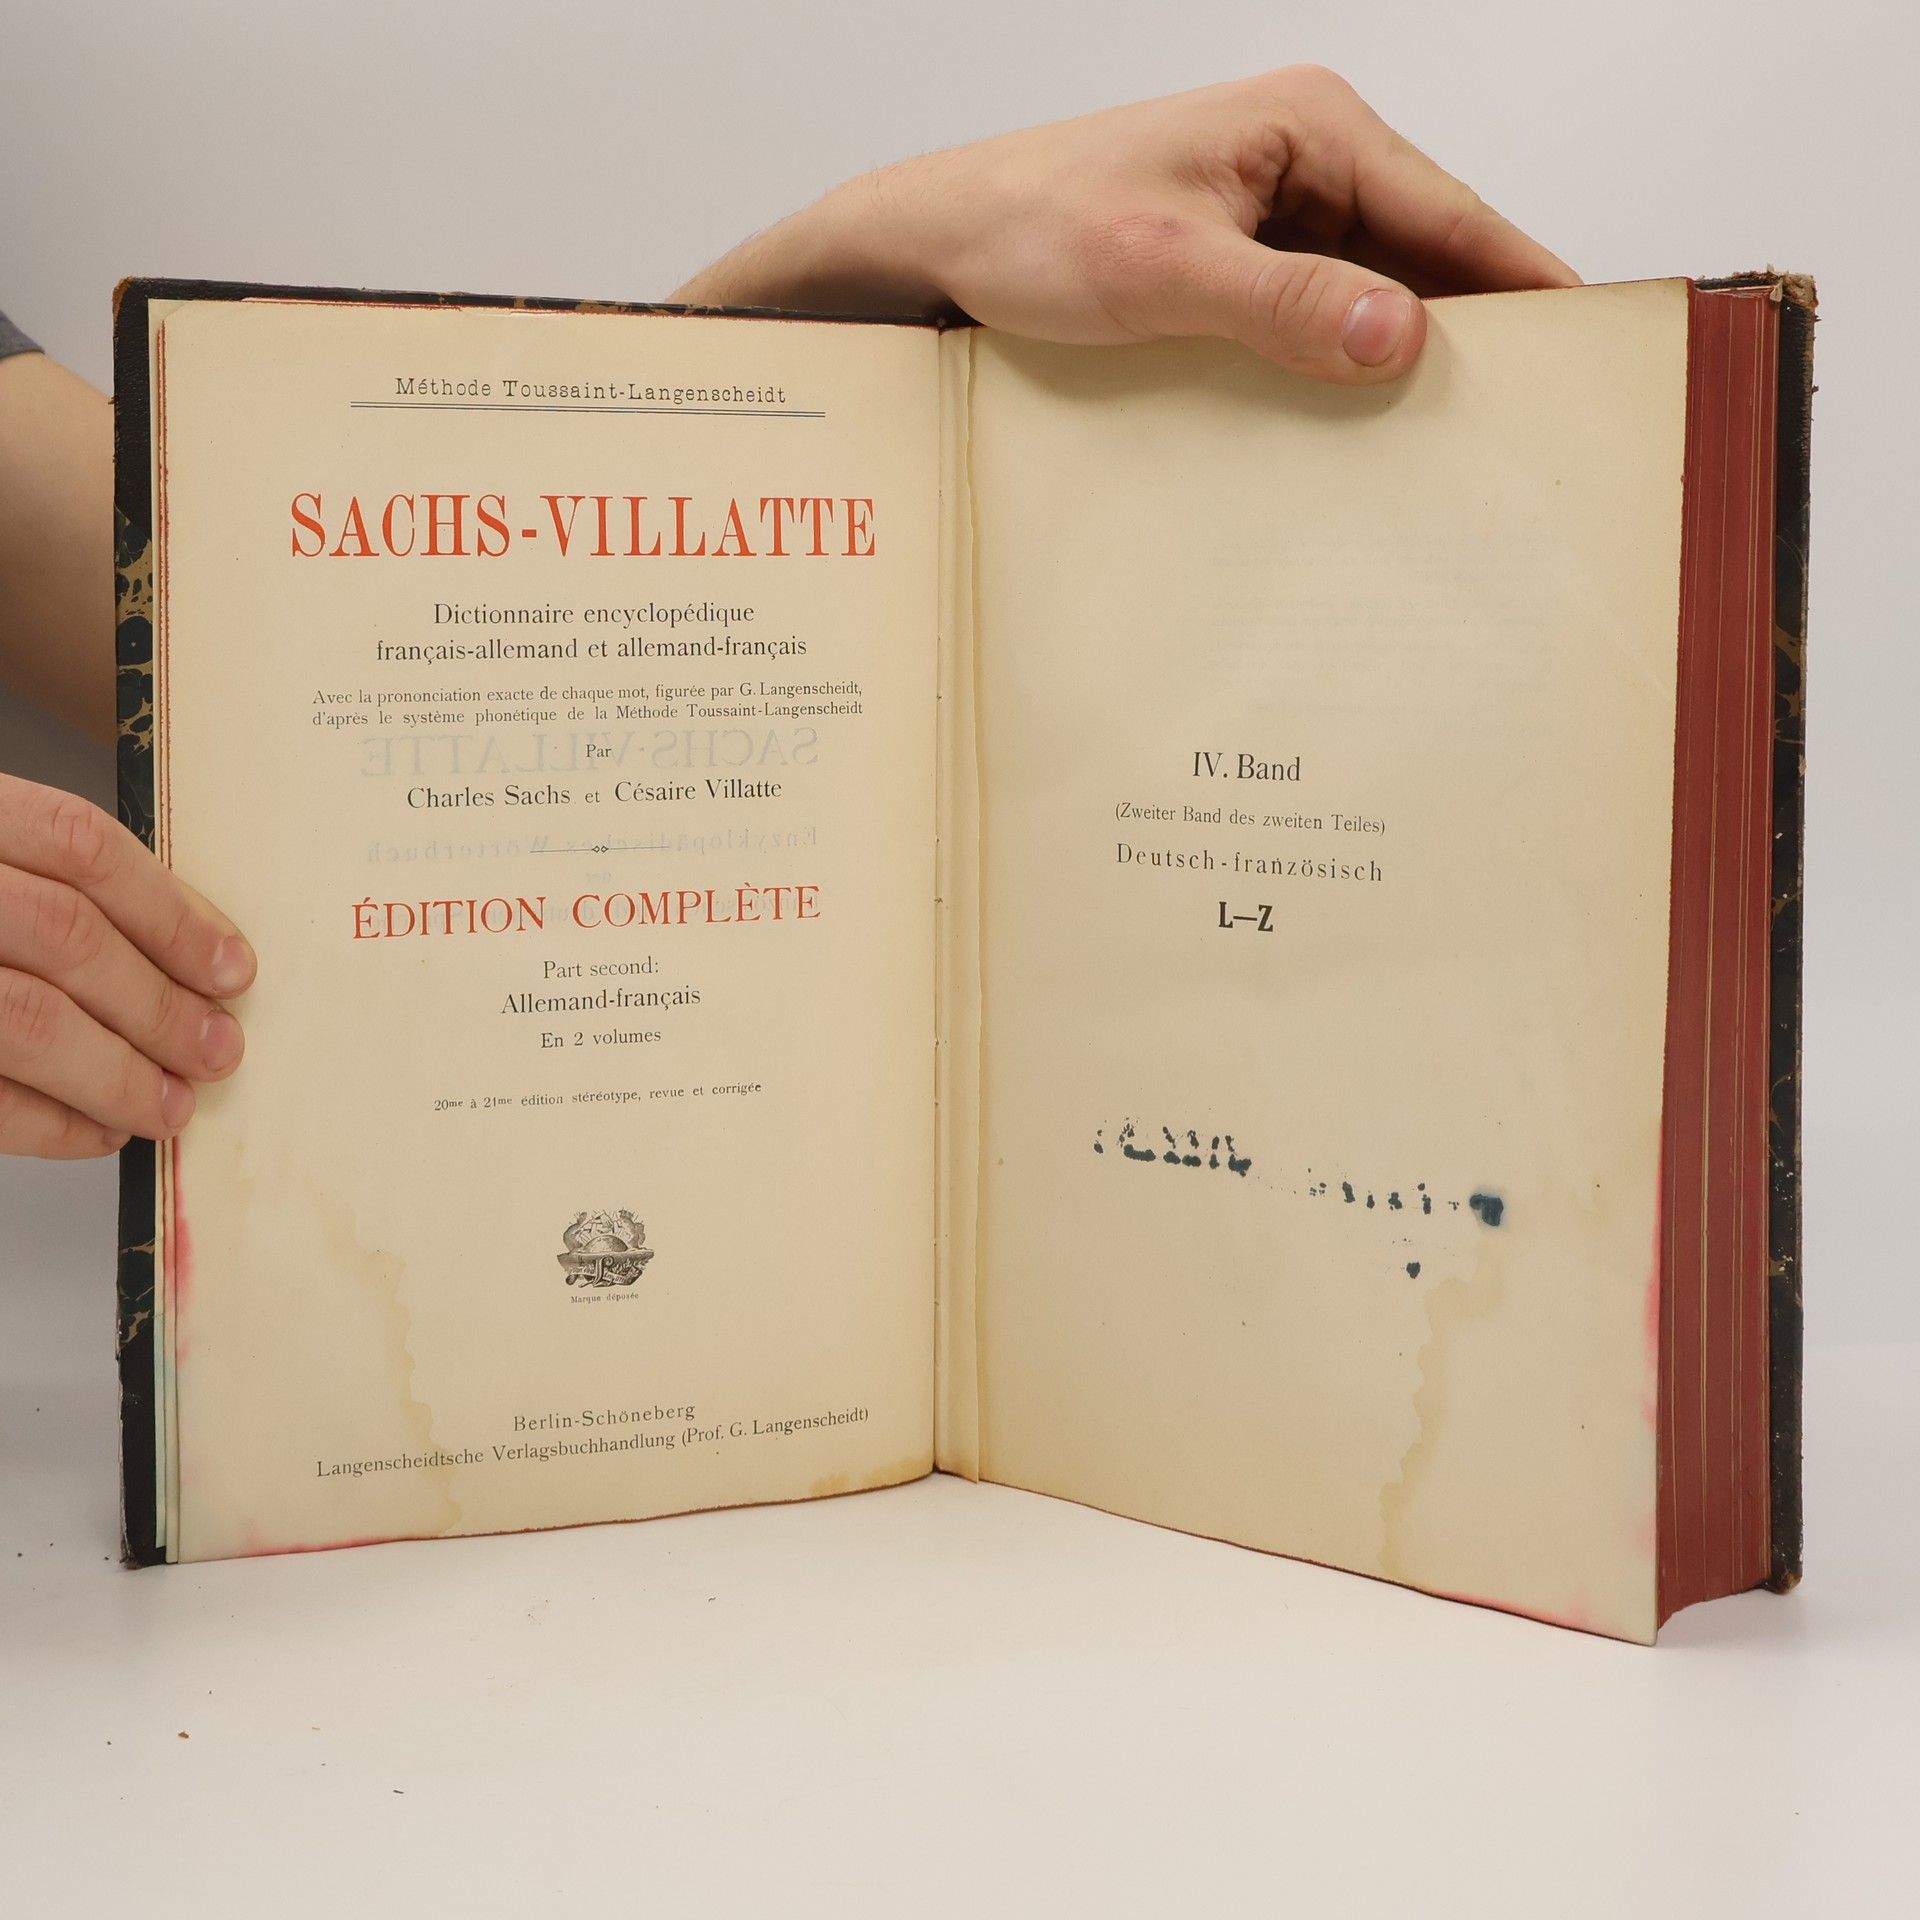 Méthode Toussaint-Langenscheidt
SACHS-VILLATTE
Dictionnaire encyclopédique
français-allemand et allemand-français
Avec la prononciation exacte de chaque mot, figurée par G. Langenscheidt,
d'après le système phonétique de la Méthode Toussaint-Langenscheidt
Par
Charles Sachs et Césaire Villatte
ÉDITION COMPLÈTE
Part second:
Allemand-français
En 2 volumes
20me à 21me édition stéréotype, revue et corrigée
Marque déposée
Berlin-Schöneberg
Langenscheidtsche Verlagsbuchhandlung (Prof. G. Langenscheidt)
IV. Band
(Zweiter Band des zweiten Teiles)
Deutsch-französisch
L—Z